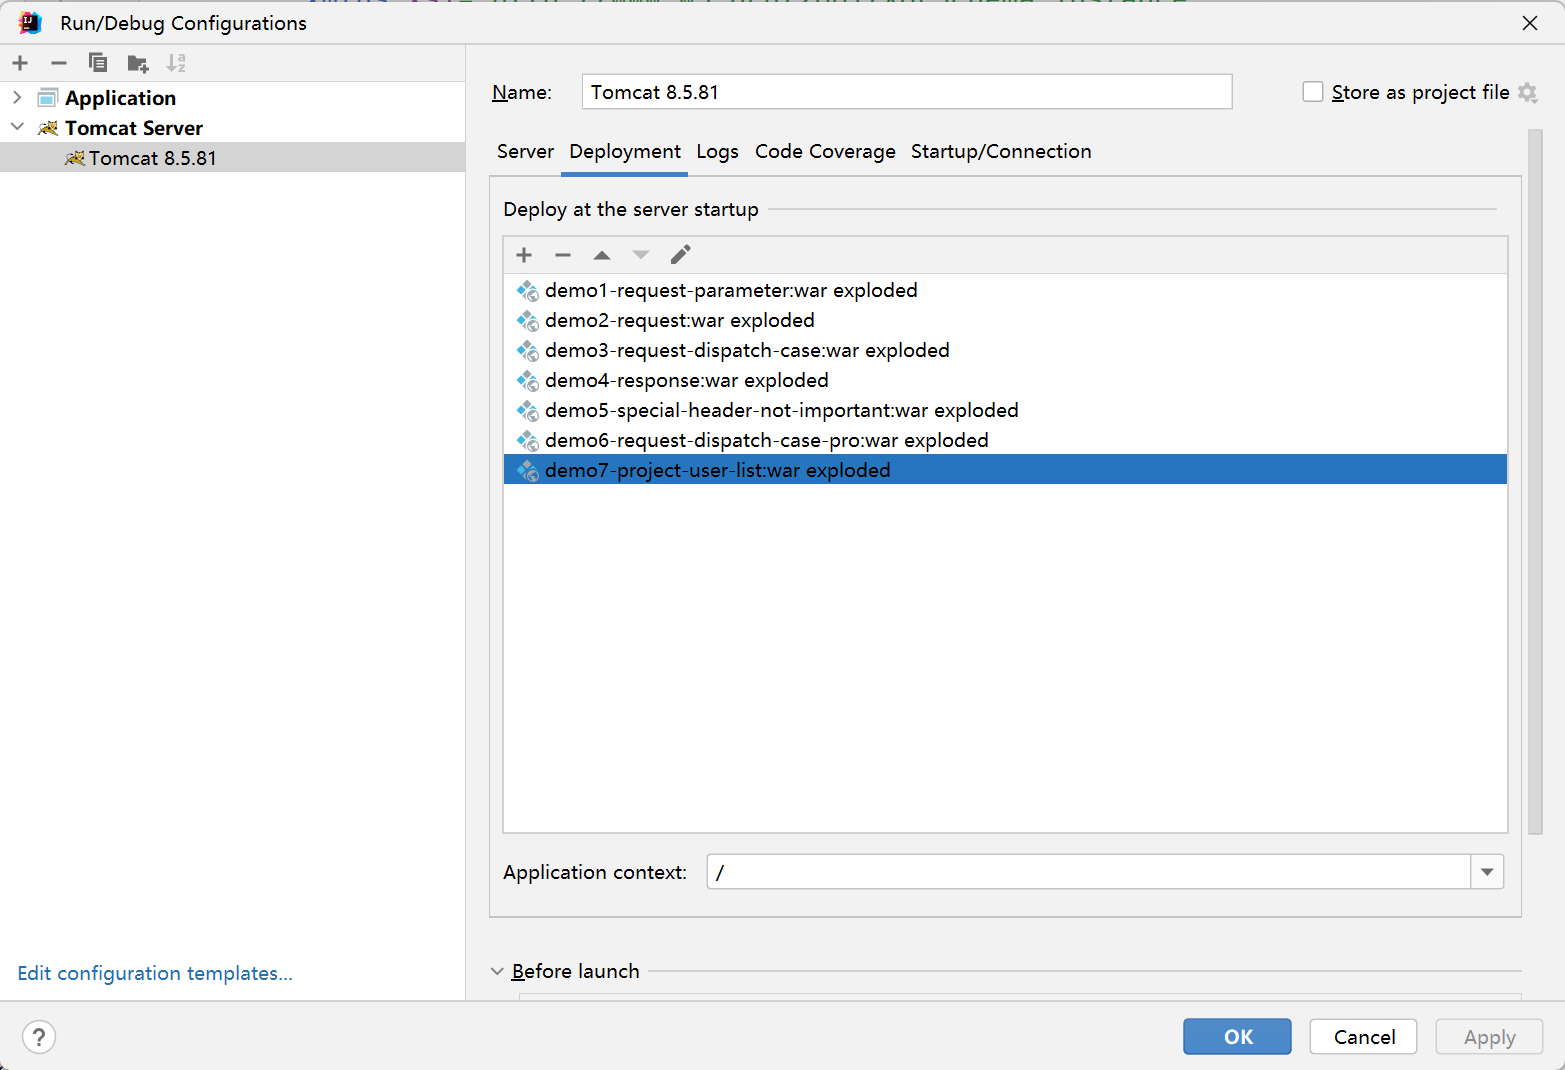 Run/Debug Configurations
Name: Tomcat 8.5.81
Store as project file
Application
Tomcat Server
Tomcat 8.5.81
Server Deployment Logs Code Coverage Startup/Connection
Deploy at the server startup
demo1-request-parameter:war exploded
demo2-request:war exploded
demo3-request-dispatch-case:war exploded
demo4-response:war exploded
demo5-special-header-not-important:war exploded
demo6-request-dispatch-case-pro:war exploded
demo7-project-user-list:war exploded
Application context: /
Edit configuration templates...
Before launch
? OK Cancel Apply